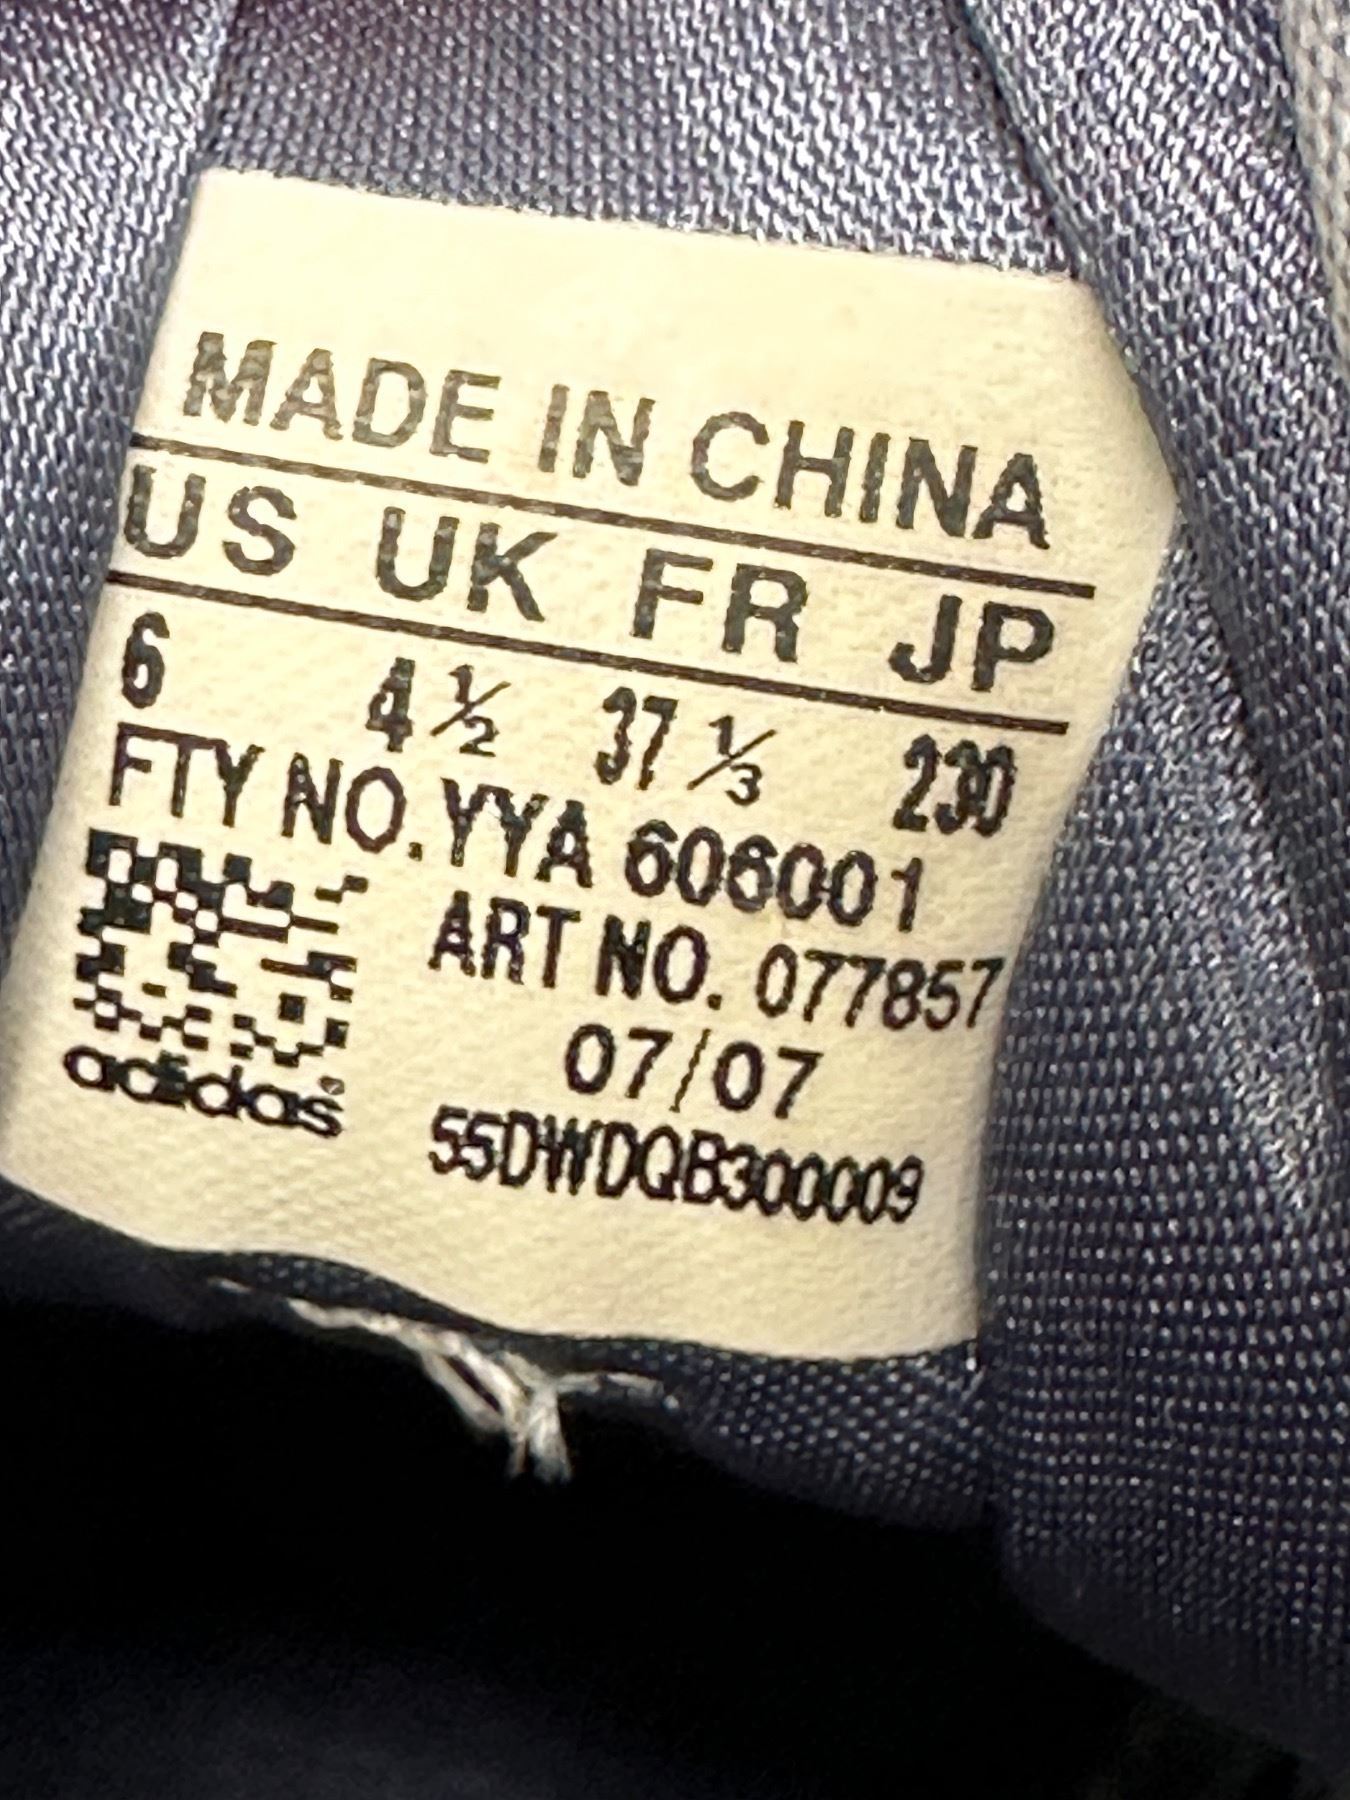 MADE IN CHINA
US UK FR JP
6 4 ½ 37 ⅓ 230
FTY NO. YYA 606001
ART NO. 077857
07/07
adidas
55DWDQB300009